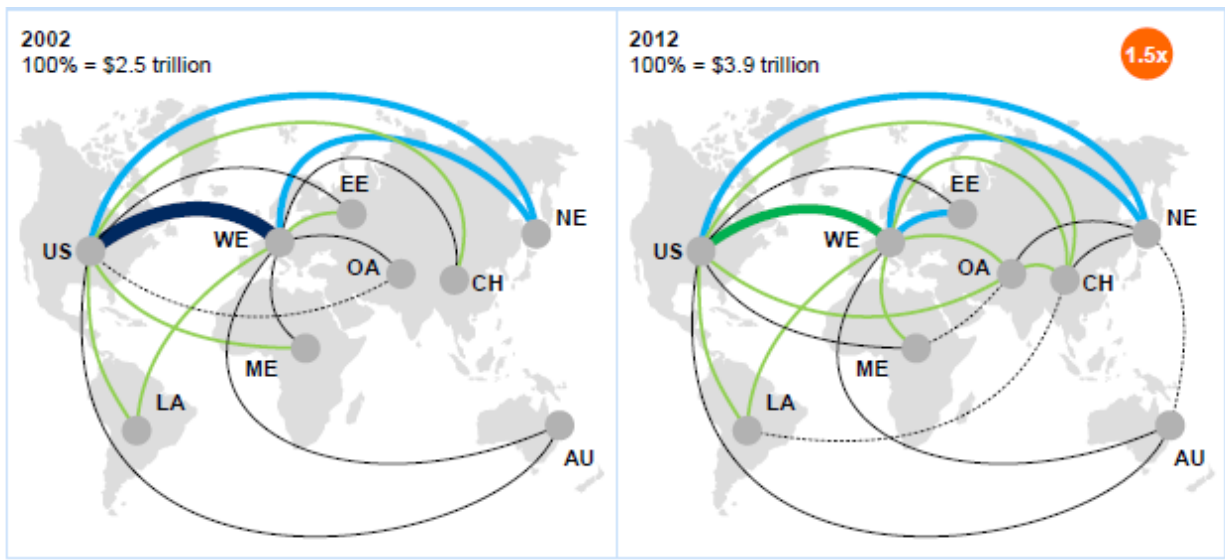 2002
100% = $2.5 trillion
EE
NE
US
WE
OA
CH
ME
LA
AU
2012
100% = $3.9 trillion
1.5x
EE
NE
US
WE
OA
CH
ME
LA
AU